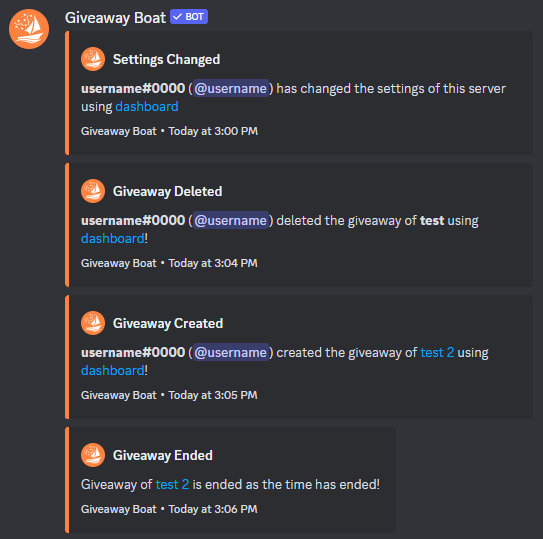 Giveaway Boat ✓ BOT
Settings Changed
username#0000 (@username) has changed the settings of this server
using dashboard
Giveaway Boat • Today at 3:00 PM
Giveaway Deleted
username#0000 (@username) deleted the giveaway of test using
dashboard!
Giveaway Boat • Today at 3:04 PM
Giveaway Created
username#0000 (@username) created the giveaway of test 2 using
dashboard!
Giveaway Boat • Today at 3:05 PM
Giveaway Ended
Giveaway of test 2 is ended as the time has ended!
Giveaway Boat • Today at 3:06 PM